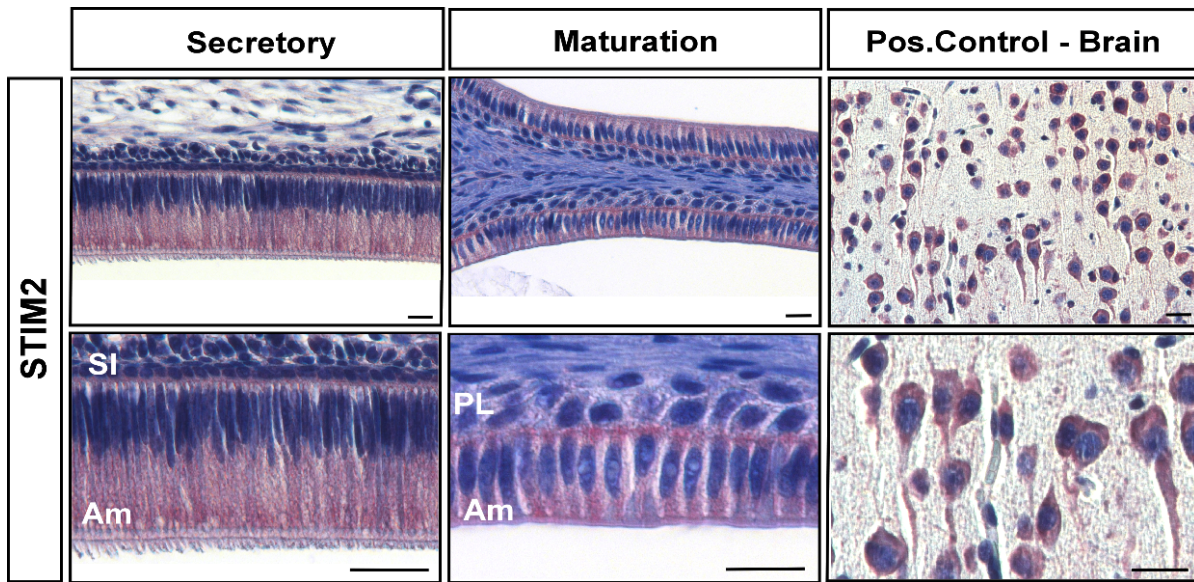 Secretory
Maturation
Pos.Control - Brain
STIM2
SI
Am
PL
Am